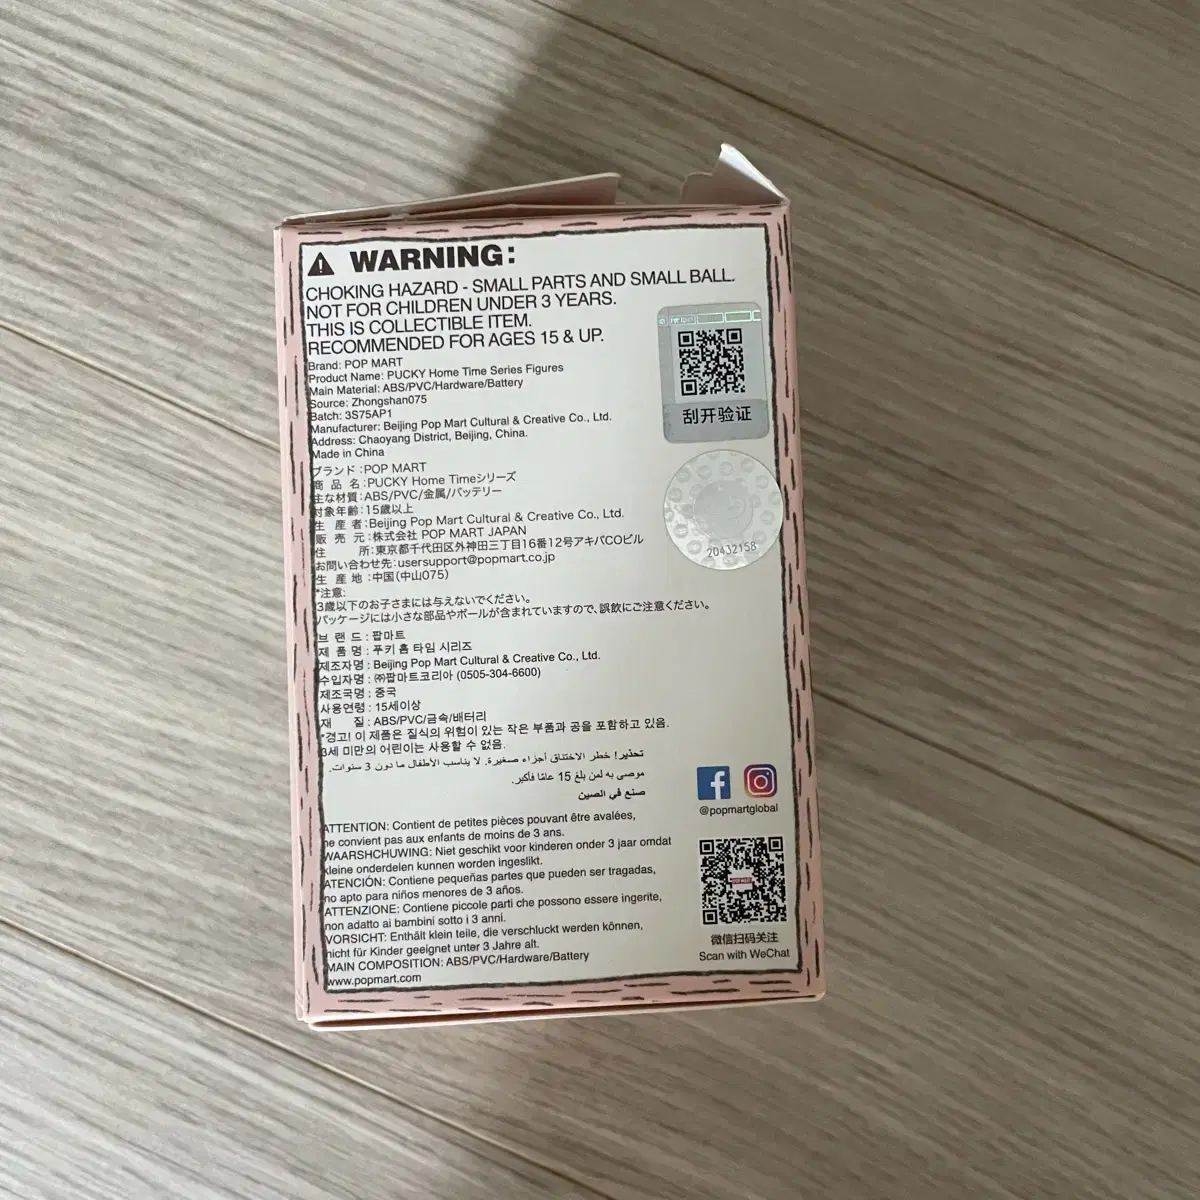 WARNING:
CHOKING HAZARD - SMALL PARTS AND SMALL BALL.
NOT FOR CHILDREN UNDER 3 YEARS.
THIS IS COLLECTIBLE ITEM.
RECOMMENDED FOR AGES 15 & UP.
Brand: POP MART
Product Name: PUCKY Home Time Series Figures
Main Material: ABS/PVC/Hardware/Battery
Source: Zhongshan075
Batch: 3S75AP1
Manufacturer: Beijing Pop Mart Cultural & Creative Co., Ltd.
Address: Chaoyang District, Beijing, China.
Made in China
刮开验证
20432158
ブランド:POP MART
商品名:PUCKY Home Timeシリーズ
主な材質:ABS/PVC/金属/バッテリー
対象年齢:15歳以上
生産者:Beijing Pop Mart Cultural & Creative Co., Ltd.
販売元:株式会社 POP MART JAPAN
住所:東京都千代田区外神田三丁目16番12号アキバCOビル
お問い合わせ先:usersupport@popmart.co.jp
生産地:中国(中山075)
*注意:
3歳以下のお子さまには与えないでください。
パッケージには小さな部品やボールが含まれていますので、誤飲にご注意ください。
브랜드 : 팝마트
제품명 : 푸키 홈 타임 시리즈
제조자명 : Beijing Pop Mart Cultural & Creative Co., Ltd.
수입자명 : ㈜팝마트코리아 (0505-304-6600)
제조국명 : 중국
사용연령 : 15세이상
재질 : ABS/PVC/금속/배터리
*경고! 이 제품은 질식의 위험이 있는 작은 부품과 공을 포함하고 있음.
3세 미만의 어린이는 사용할 수 없음.
تحذير! خطر الاختناق أجزاء صغيرة. لا يناسب الأطفال ما دون 3 سنوات.
موصى به لمن بلغ 15 عامًا فأكبر.
صنع في الصين
ATTENTION: Contient de petites pièces pouvant être avalées,
ne convient pas aux enfants de moins de 3 ans.
WAARSHCHUWING: Niet geschikt voor kinderen onder 3 jaar omdat
kleine onderdelen kunnen worden ingeslikt.
ATENCIÓN: Contiene pequeñas partes que pueden ser tragadas,
no apto para niños menores de 3 años.
ATTENZIONE: Contiene piccole parti che possono essere ingerite,
non adatto ai bambini sotto i 3 anni.
VORSICHT: Enthält klein teile, die verschluckt werden können,
nicht für Kinder geeignet unter 3 Jahre alt.
MAIN COMPOSITION: ABS/PVC/Hardware/Battery
www.popmart.com
@popmartglobal
微信扫码关注
Scan with WeChat